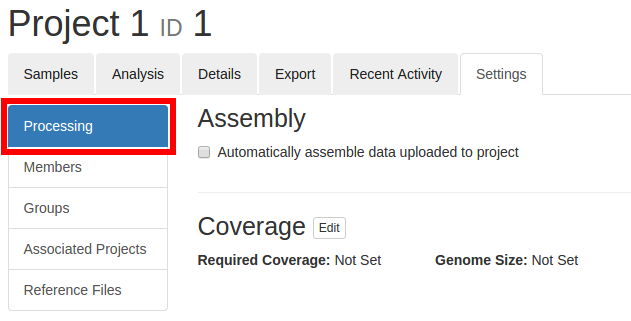 Project 1 ID 1
Samples Analysis Details Export Recent Activity Settings
Processing
Members
Groups
Associated Projects
Reference Files
Assembly
Automatically assemble data uploaded to project
Coverage Edit
Required Coverage: Not Set Genome Size: Not Set